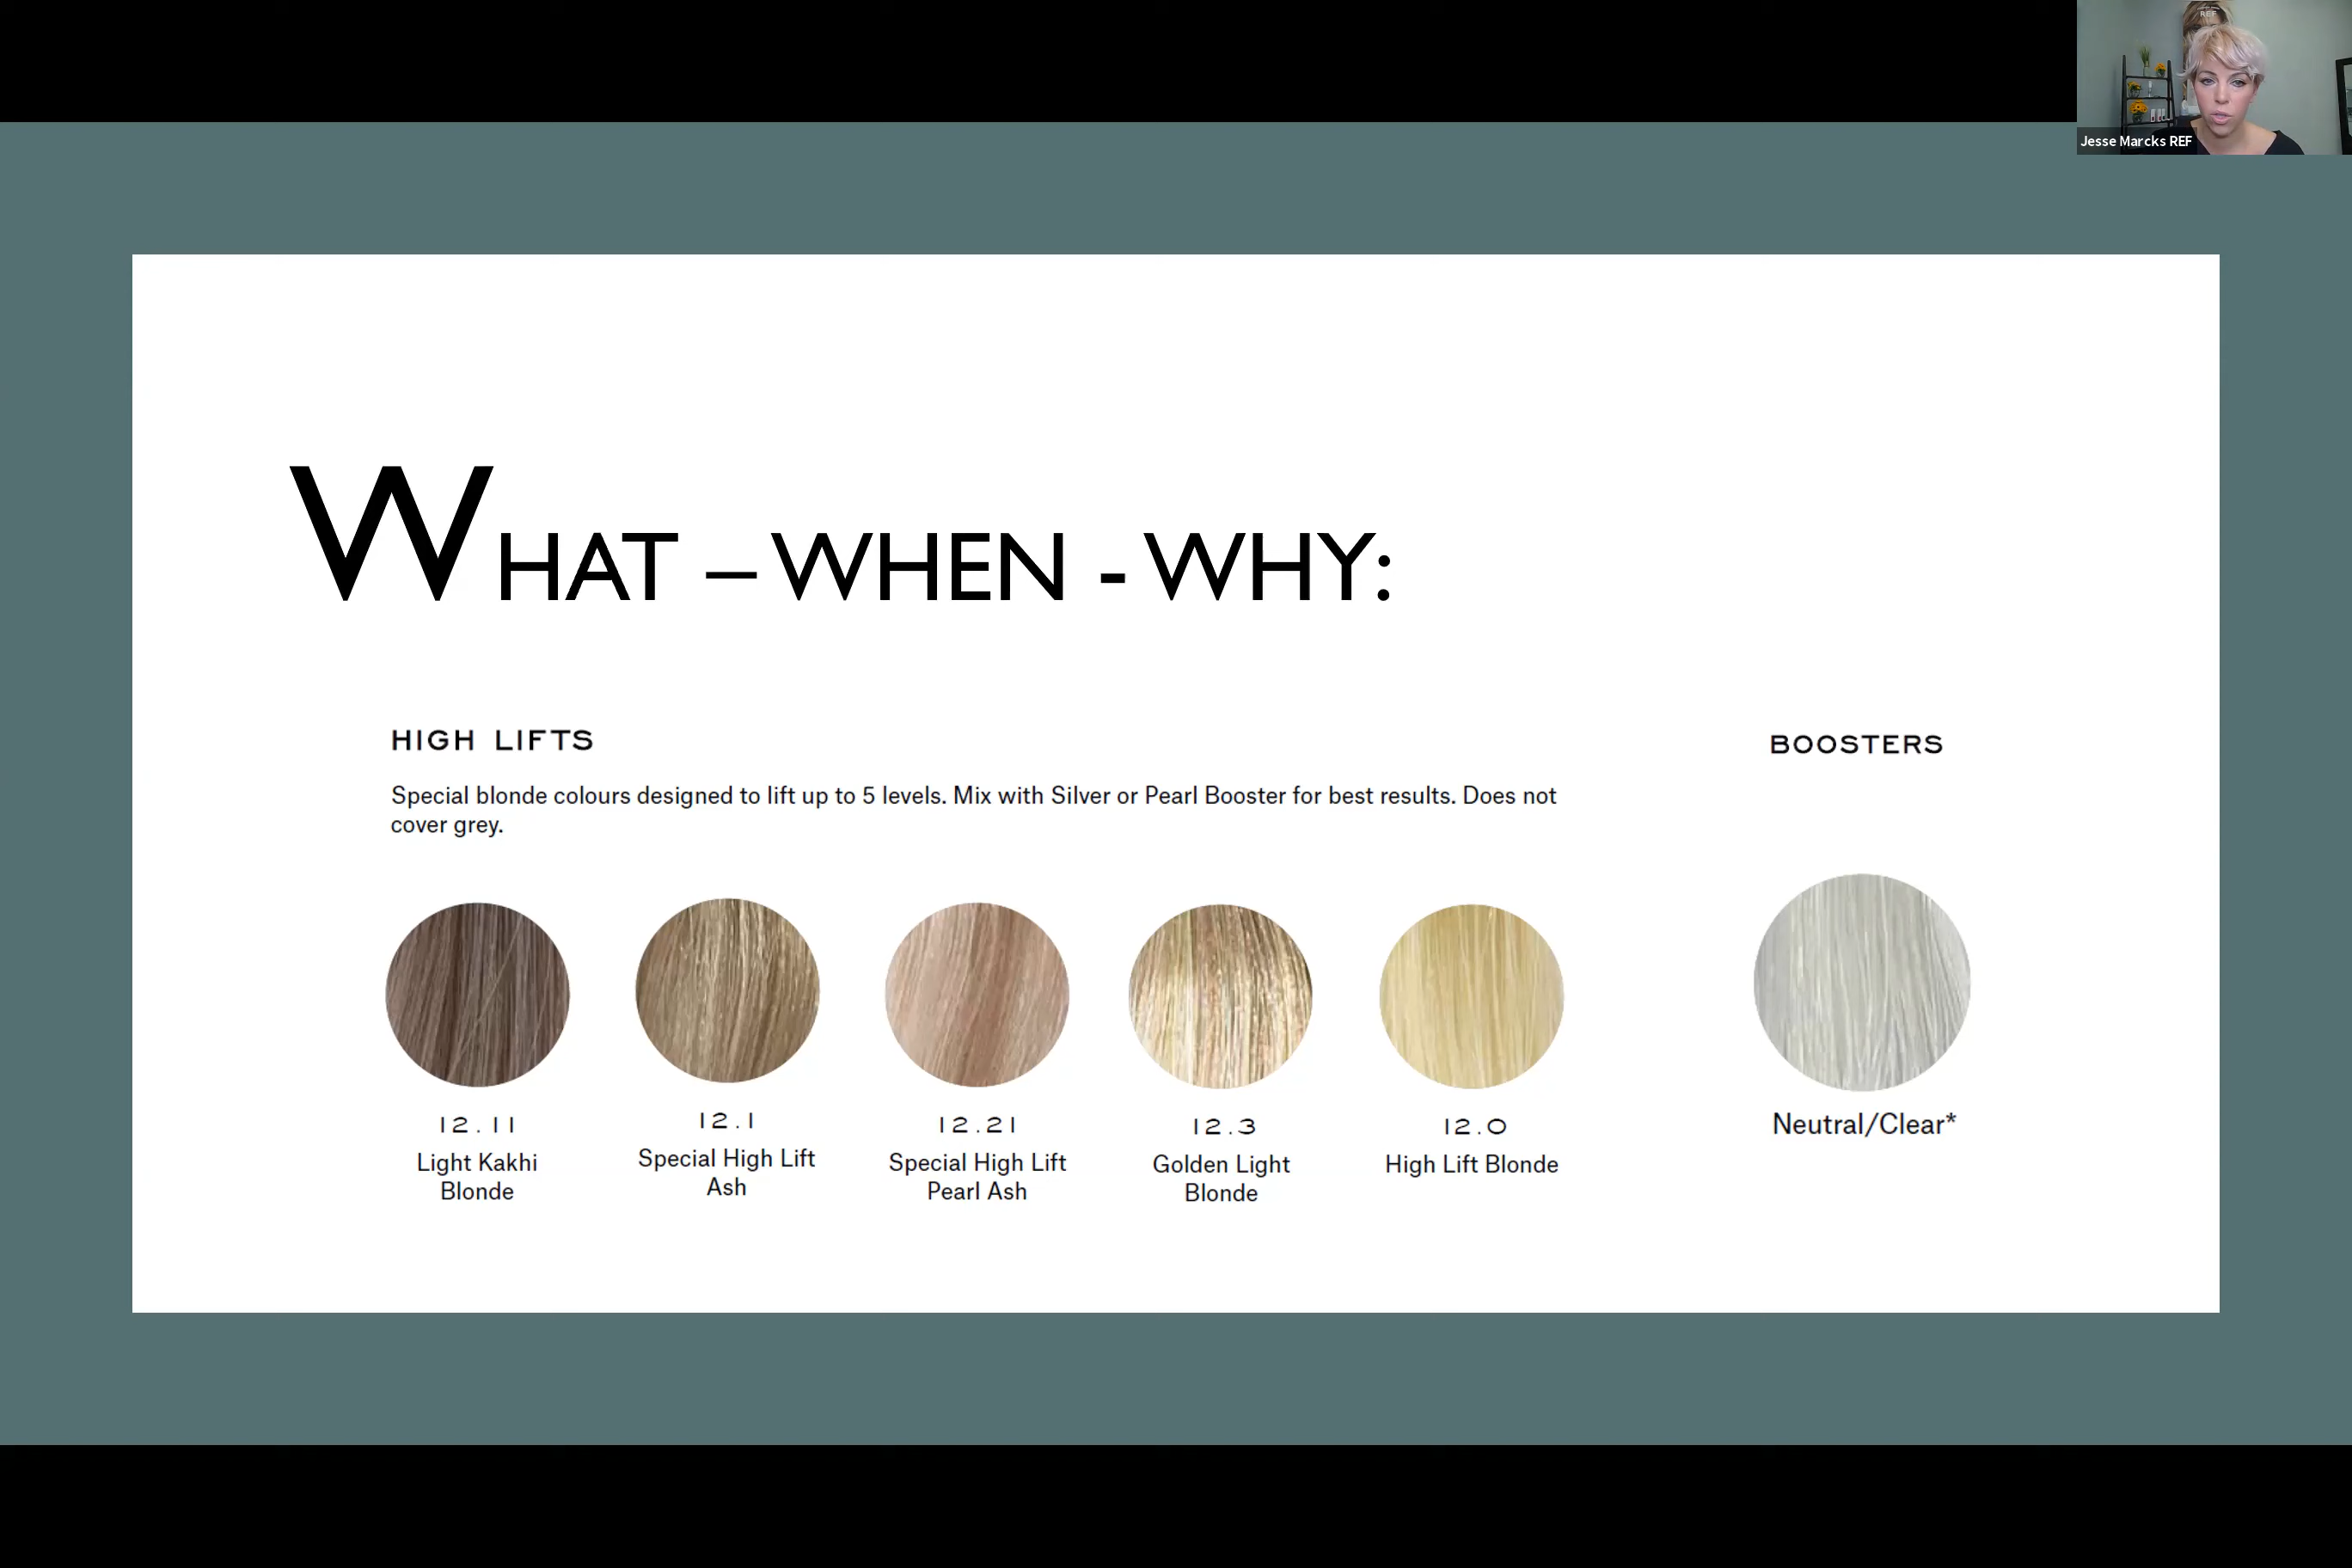 REF
Jesse Marcks REF
WHAT – WHEN - WHY:
HIGH LIFTS
Special blonde colours designed to lift up to 5 levels. Mix with Silver or Pearl Booster for best results. Does not
cover grey.
BOOSTERS
12.11
Light Kakhi
Blonde
12.1
Special High Lift
Ash
12.21
Special High Lift
Pearl Ash
12.3
Golden Light
Blonde
12.0
High Lift Blonde
Neutral/Clear*